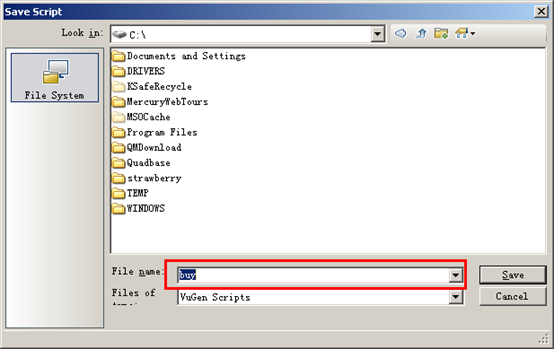 Save Script
Look in:
C:\
File System
Documents and Settings
DRIVERS
KSafeRecycle
MercuryWebTours
MSOCache
Program Files
QMDownload
Quadbase
strawberry
TEMP
WINDOWS
File name:
buy
Save
Files of
VuGen Scripts
Cancel